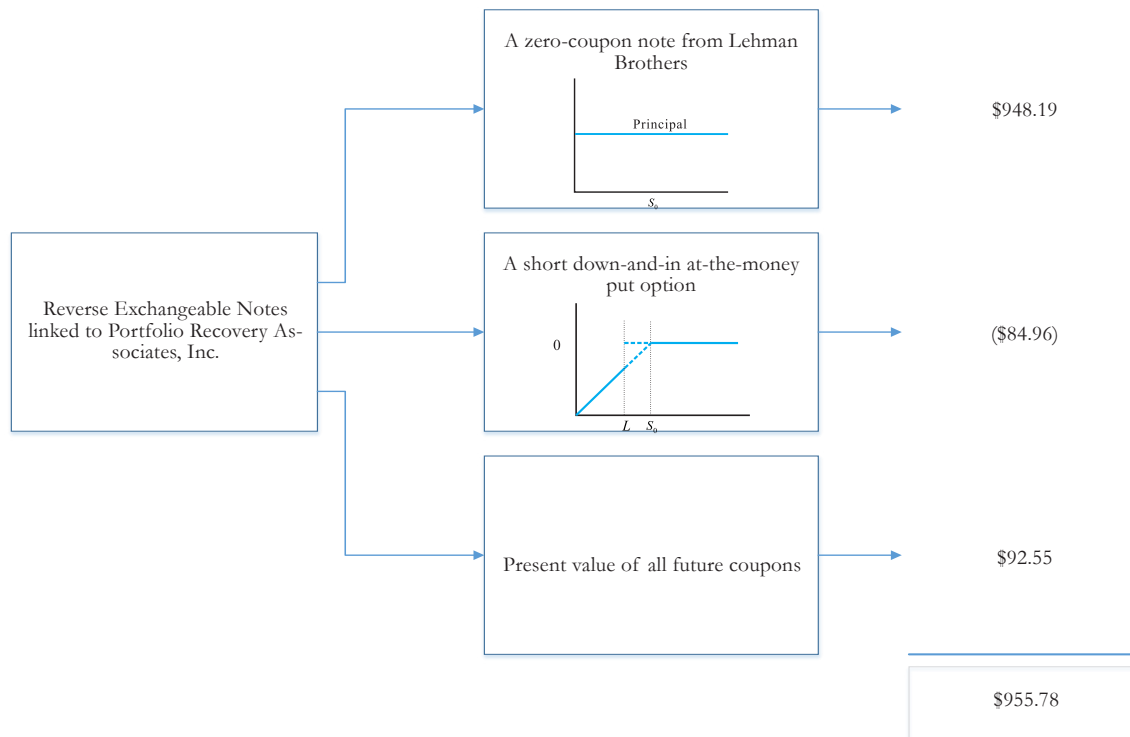 A zero-coupon note from Lehman
Brothers
Principal
S₀
$948.19
Reverse Exchangeable Notes
linked to Portfolio Recovery As-
sociates, Inc.
A short down-and-in at-the-money
put option
0
L S₀
($84.96)
Present value of all future coupons
$92.55
$955.78